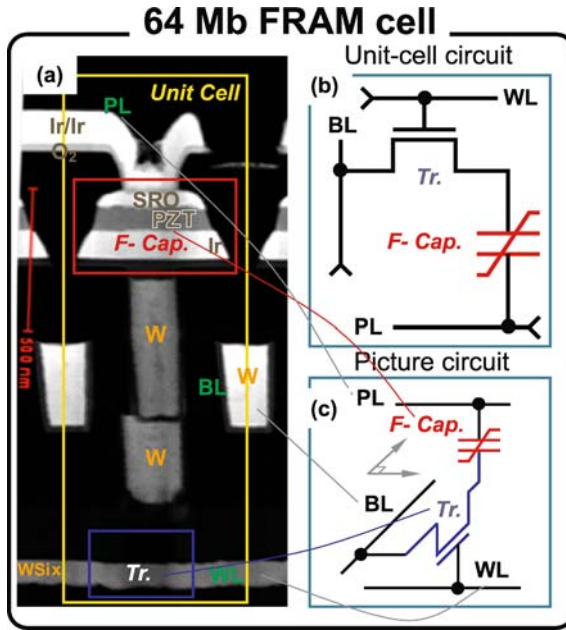 64 Mb FRAM cell
(a)
Unit Cell
PL
Ir/Ir
O2
SRO
PZT
F- Cap.
Ir
500 nm
W
BL
W
W
WSix
Tr.
WL
Unit-cell circuit
(b)
WL
BL
Tr.
F- Cap.
PL
Picture circuit
(c)
PL
F- Cap.
BL
Tr.
WL